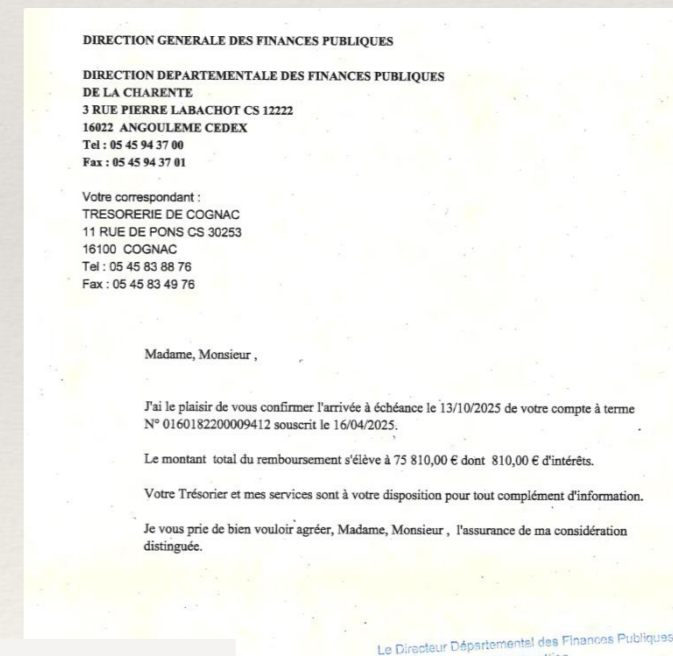 DIRECTION GENERALE DES FINANCES PUBLIQUES
DIRECTION DEPARTEMENTALE DES FINANCES PUBLIQUES
DE LA CHARENTE
3 RUE PIERRE LABACHOT CS 12222
16022 ANGOULEME CEDEX
Tel : 05 45 94 37 00
Fax : 05 45 94 37 01
Votre correspondant :
TRESORERIE DE COGNAC
11 RUE DE PONS CS 30253
16100 COGNAC
Tel : 05 45 83 88 76
Fax : 05 45 83 49 76
Madame, Monsieur ,
J'ai le plaisir de vous confirmer l'arrivée à échéance le 13/10/2025 de votre compte à terme
N° 0160182200009412 souscrit le 16/04/2025.
Le montant total du remboursement s'élève à 75 810,00 € dont 810,00 € d'intérêts.
Votre Trésorier et mes services sont à votre disposition pour tout complément d'information.
Je vous prie de bien vouloir agréer, Madame, Monsieur , l'assurance de ma considération
distinguée.
Le Directeur Départemental des Finances Publiques